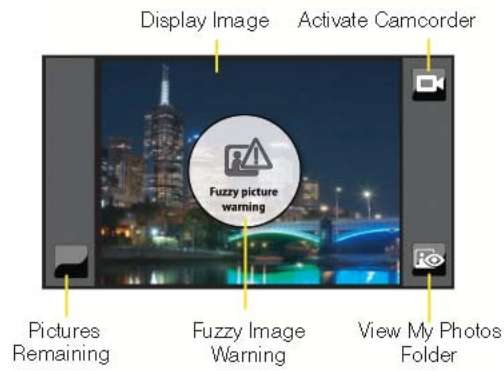 Display Image Activate Camcorder
Fuzzy picture
warning
Pictures
Remaining
Fuzzy Image
Warning
View My Photos
Folder